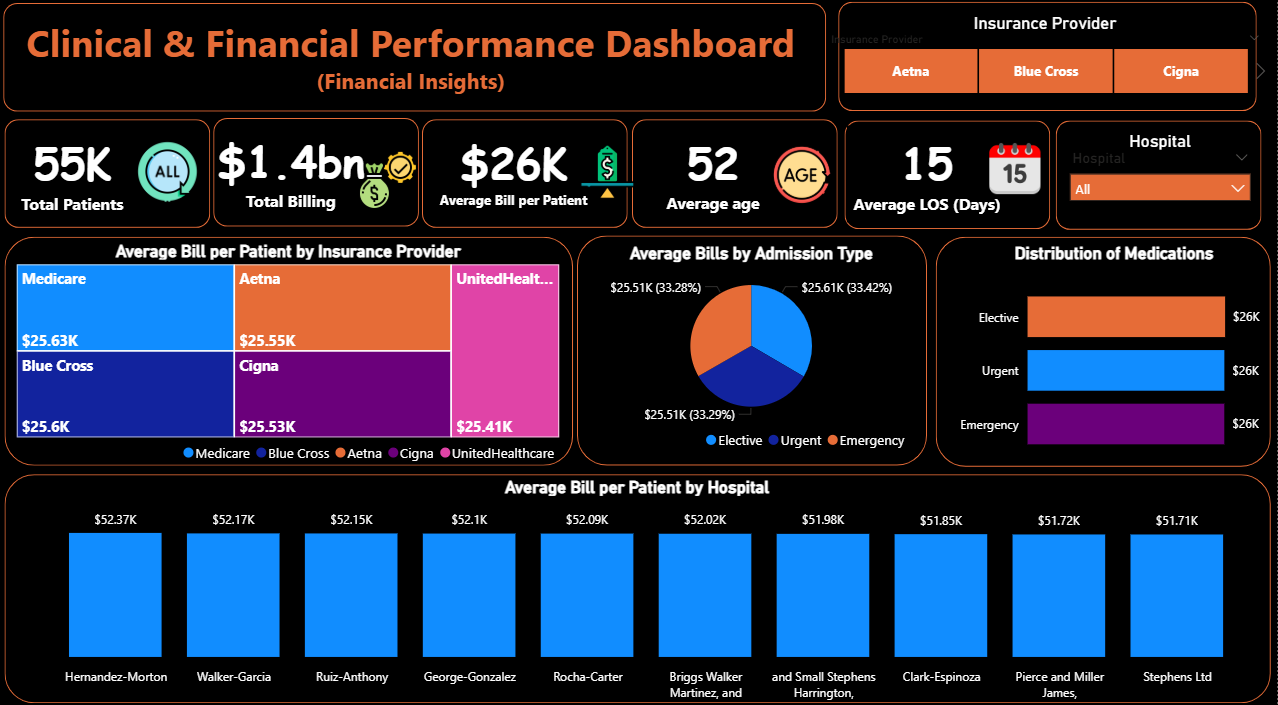 Clinical & Financial Performance Dashboard
(Financial Insights)
Insurance Provider
Insurance Provider
Aetna
Blue Cross
Cigna
55K
Total Patients
ALL
$1.4bn
Total Billing
$
$26K
Average Bill per Patient
$
52
Average age
AGE
15
Average LOS (Days)
15
Hospital
Hospital
All
Average Bill per Patient by Insurance Provider
Medicare
$25.63K
Blue Cross
$25.6K
Aetna
$25.55K
Cigna
$25.53K
UnitedHealt...
$25.41K
Medicare
Blue Cross
Aetna
Cigna
UnitedHealthcare
Average Bills by Admission Type
$25.51K (33.28%)
$25.61K (33.42%)
$25.51K (33.29%)
Elective
Urgent
Emergency
Distribution of Medications
Elective
$26K
Urgent
$26K
Emergency
$26K
Average Bill per Patient by Hospital
$52.37K
$52.17K
$52.15K
$52.1K
$52.09K
$52.02K
$51.98K
$51.85K
$51.72K
$51.71K
Hernandez-Morton
Walker-Garcia
Ruiz-Anthony
George-Gonzalez
Rocha-Carter
Briggs Walker
Martinez, and
and Small Stephens
Harrington,
Clark-Espinoza
Pierce and Miller
James,
Stephens Ltd